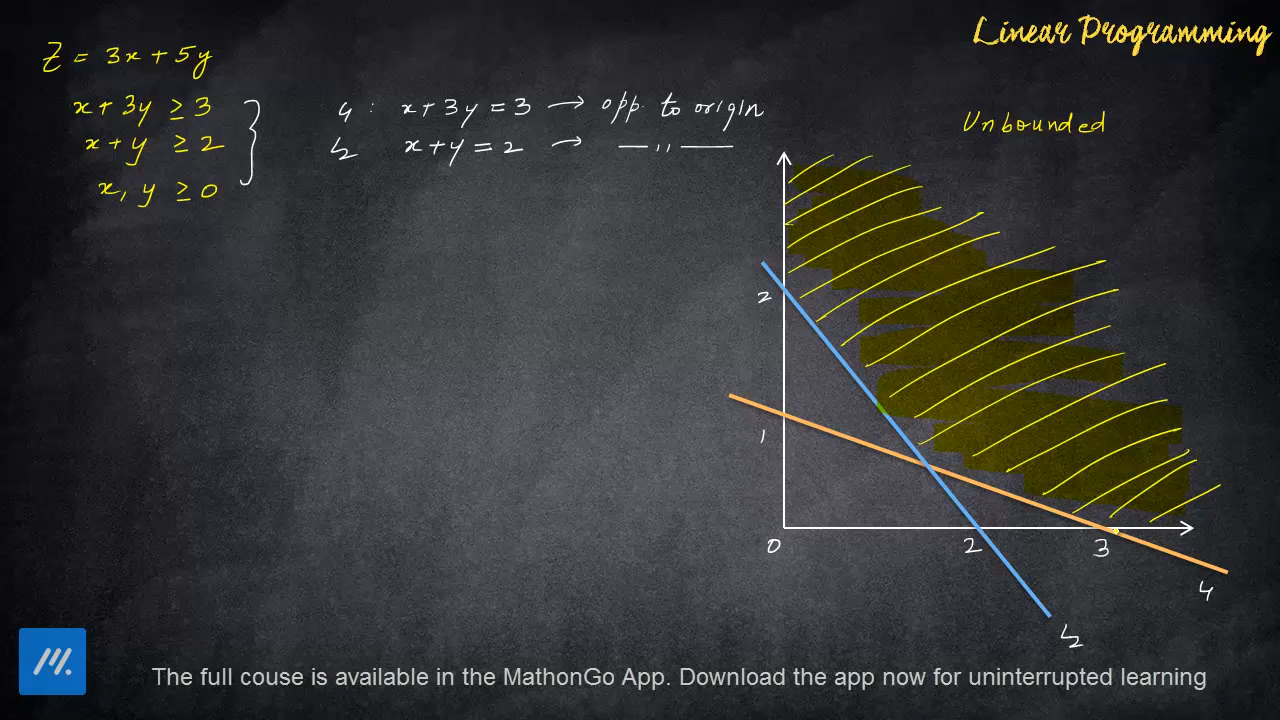 Linear Programming
Z = 3x + 5y
x + 3y ≥ 3
x + y ≥ 2
x, y ≥ 0
L1 : x + 3y = 3 → opp. to origin
L2 x + y = 2 → — ,, —
Unbounded
2
1
0
2
3
L1
L2
The full couse is available in the MathonGo App. Download the app now for uninterrupted learning